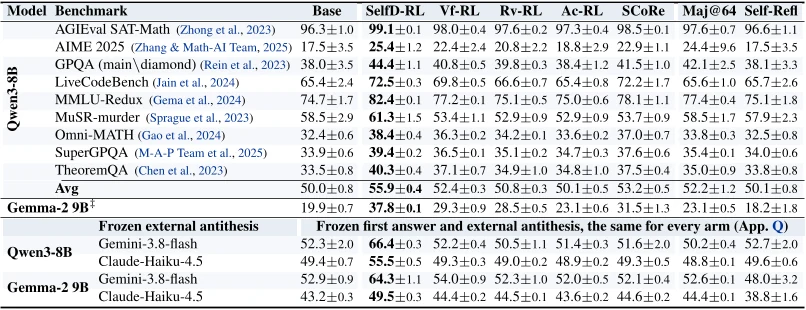 Model Benchmark Base SelfD-RL Vf-RL Rv-RL Ac-RL SCoRe Maj@64 Self-Refl
AGIEval SAT-Math (Zhong et al., 2023) 96.3±1.0 99.1±0.1 98.0±0.4 97.6±0.2 97.3±0.4 98.5±0.1 97.6±0.7 96.6±1.1
AIME 2025 (Zhang & Math-AI Team, 2025) 17.5±3.5 25.4±1.2 22.4±2.4 20.8±2.2 18.8±2.9 22.9±1.1 24.4±9.6 17.5±3.5
GPQA (main\diamond) (Rein et al., 2023) 38.0±3.5 44.4±1.1 40.8±0.5 39.8±0.3 38.4±1.2 41.5±1.0 42.1±2.5 38.1±3.3
LiveCodeBench (Jain et al., 2024) 65.4±2.4 72.5±0.3 69.8±0.5 66.6±0.7 65.4±0.8 72.2±1.7 65.6±1.0 65.7±2.6
MMLU-Redux (Gema et al., 2024) 74.7±1.7 82.4±0.1 77.2±0.1 75.1±0.5 75.0±0.6 78.1±1.1 77.4±0.4 75.1±1.8
Qwen3-8B
MuSR-murder (Sprague et al., 2023) 58.5±2.9 61.3±1.5 53.4±1.1 52.9±0.9 52.9±0.9 53.7±0.9 58.5±1.7 57.9±2.3
Omni-MATH (Gao et al., 2024) 32.4±0.6 38.4±0.4 36.3±0.2 34.2±0.1 33.6±0.2 37.0±0.7 33.8±0.3 32.5±0.8
SuperGPQA (M-A-P Team et al., 2025) 33.9±0.6 39.4±0.2 36.5±0.1 35.1±0.2 34.7±0.3 37.6±0.6 35.4±0.1 34.0±0.6
TheoremQA (Chen et al., 2023) 33.5±0.8 40.3±0.4 37.1±0.7 34.9±1.0 34.8±1.0 37.5±0.4 35.0±0.9 33.8±0.8
Avg 50.0±0.8 55.9±0.4 52.4±0.3 50.8±0.3 50.1±0.5 53.2±0.5 52.2±1.2 50.1±0.8
Gemma-2 9B‡ 19.9±0.7 37.8±0.1 29.3±0.9 28.5±0.5 23.1±0.6 31.5±1.3 23.1±0.5 18.2±1.8
Frozen external antithesis Frozen first answer and external antithesis, the same for every arm (App. Q)
Qwen3-8B Gemini-3.8-flash 52.3±2.0 66.4±0.3 52.2±0.4 50.5±1.1 51.4±0.3 51.6±2.0 50.2±0.4 52.7±2.0
Claude-Haiku-4.5 49.4±0.7 55.5±0.5 49.3±0.3 49.0±0.2 48.9±0.2 49.3±0.5 48.8±0.1 49.6±0.6
Gemma-2 9B Gemini-3.8-flash 52.9±0.9 64.3±1.1 54.0±0.9 52.3±1.0 52.0±0.5 52.1±0.4 52.6±0.1 48.0±3.2
Claude-Haiku-4.5 43.2±0.3 49.5±0.3 44.4±0.2 44.5±0.1 43.6±0.2 44.6±0.2 44.4±0.1 38.8±1.6